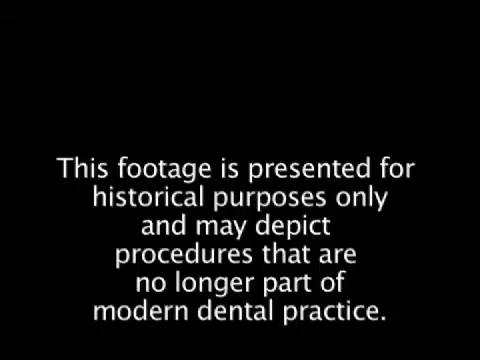 This footage is presented for
historical purposes only
and may depict
procedures that are
no longer part of
modern dental practice.